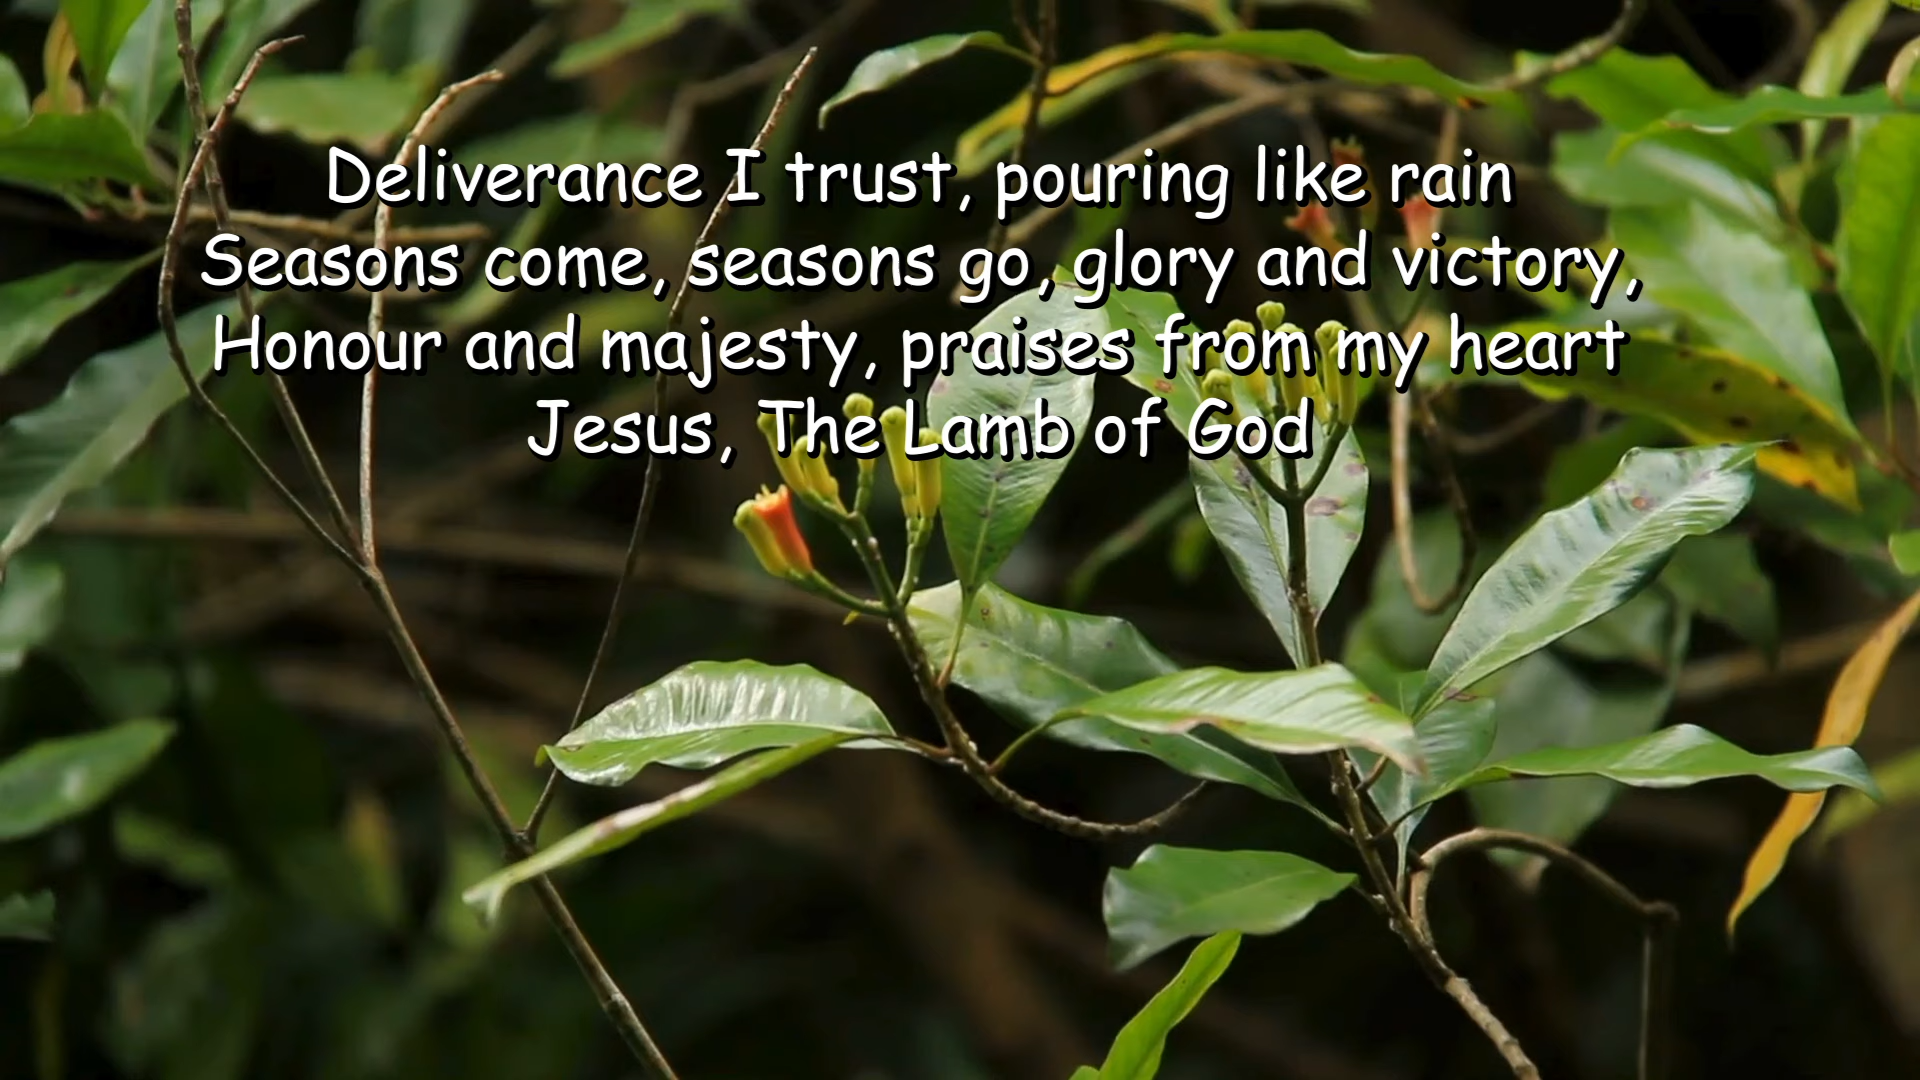 Deliverance I trust, pouring like rain
Seasons come, seasons go, glory and victory,
Honour and majesty, praises from my heart
Jesus, The Lamb of God